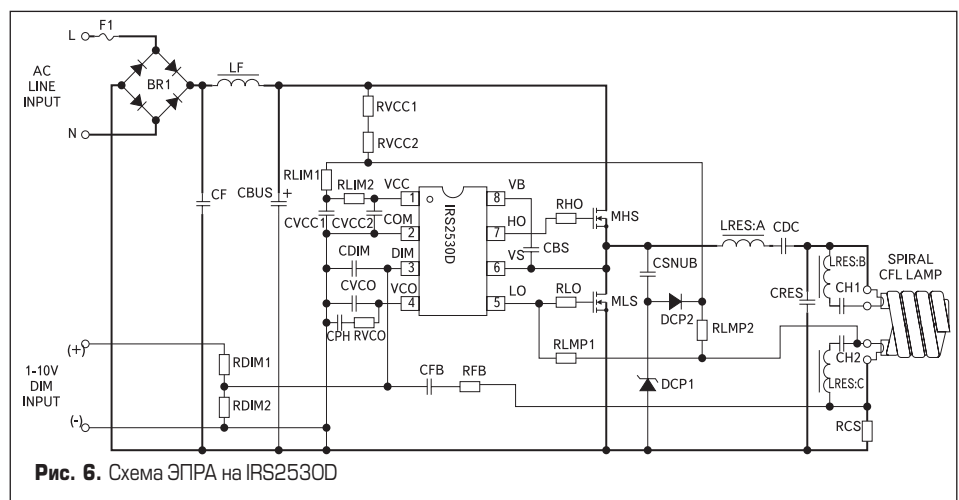 L
F1
AC
LINE
INPUT
BR1
N
LF
CF
CBUS
+
RVCC1
RVCC2
RLIM1
RLIM2
CVCC1
CVCC2
VCC
COM
DIM
VCO
1
2
3
4
IRS2530D
VB
HO
VS
LO
8
7
6
5
CDIM
CVCO
CPH
RVCO
CBS
RHO
RLO
MHS
MLS
CSNUB
DCP2
DCP1
RLMP1
RLMP2
LRES:A
CDC
CRES
LRES:B
CH1
CH2
LRES:C
SPIRAL
CFL LAMP
RCS
(+)
1-10V
DIM
INPUT
(-)
RDIM1
RDIM2
CFB
RFB
Рис. 6. Схема ЭПРА на IRS2530D